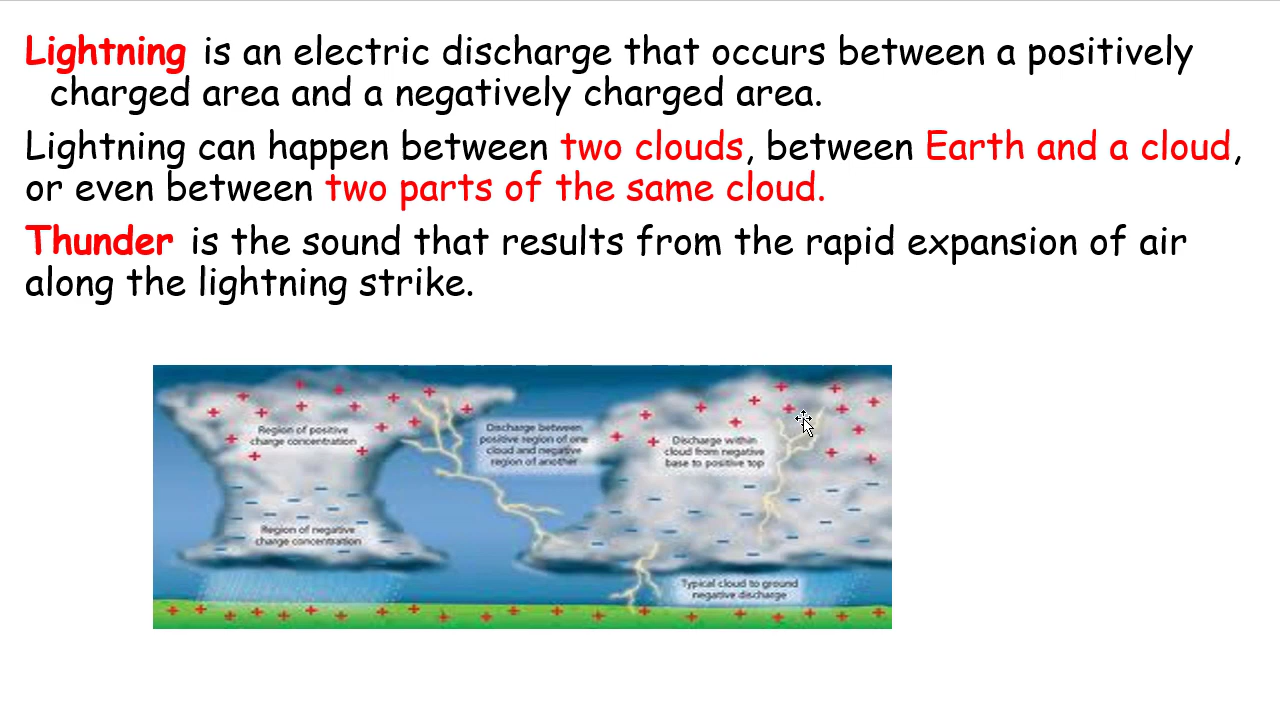 Lightning is an electric discharge that occurs between a positively
charged area and a negatively charged area.
Lightning can happen between two clouds, between Earth and a cloud,
or even between two parts of the same cloud.
Thunder is the sound that results from the rapid expansion of air
along the lightning strike.
Region of positive
charge concentration
Discharge between
positive region of one
cloud and negative
region of another
Discharge within
cloud from negative
base to positive top
Region of negative
charge concentration
Typical cloud to ground
negative discharge